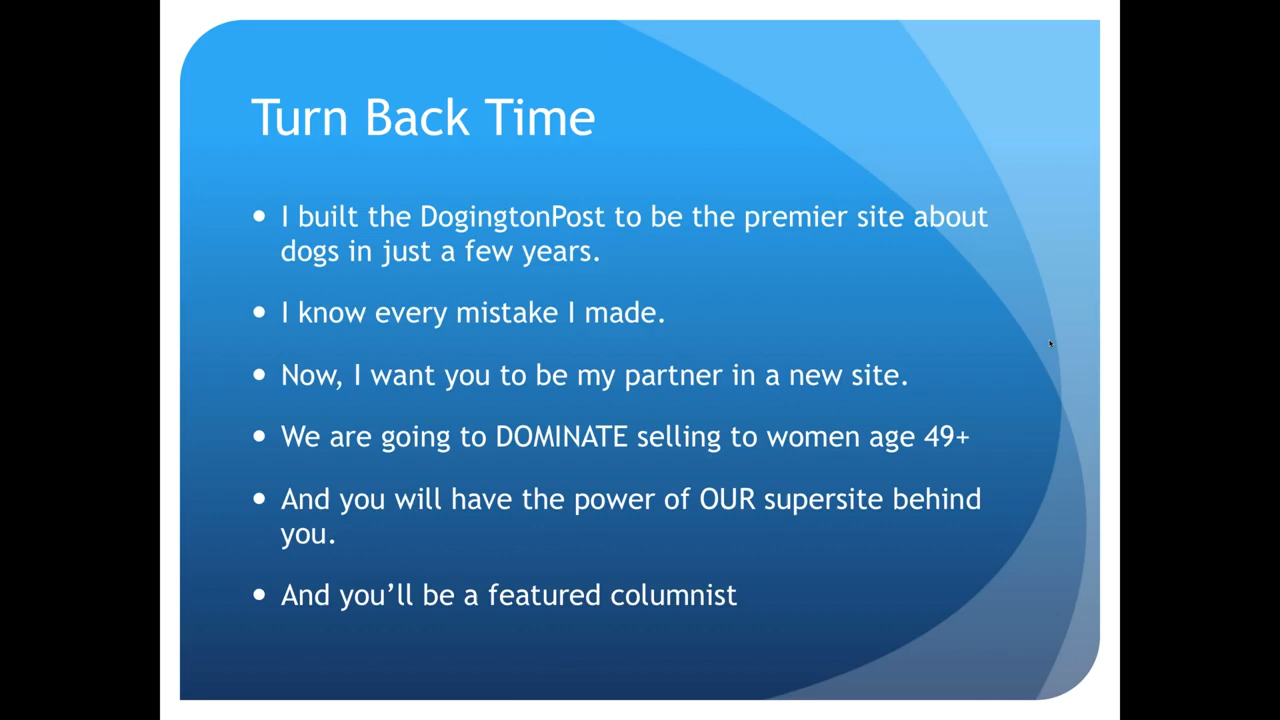 Turn Back Time
• I built the DogingtonPost to be the premier site about
dogs in just a few years.
• I know every mistake I made.
• Now, I want you to be my partner in a new site.
• We are going to DOMINATE selling to women age 49+
• And you will have the power of OUR supersite behind
you.
• And you’ll be a featured columnist